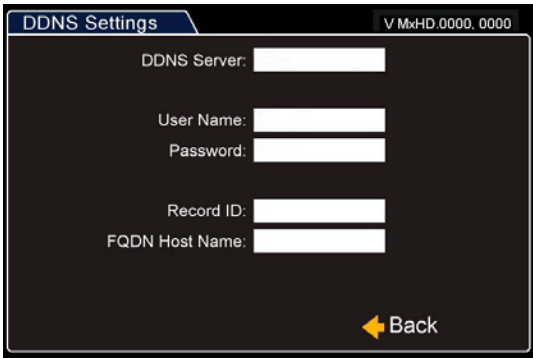 DDNS Settings V MxHD.0000, 0000
DDNS Server:
User Name:
Password:
Record ID:
FQDN Host Name:
Back